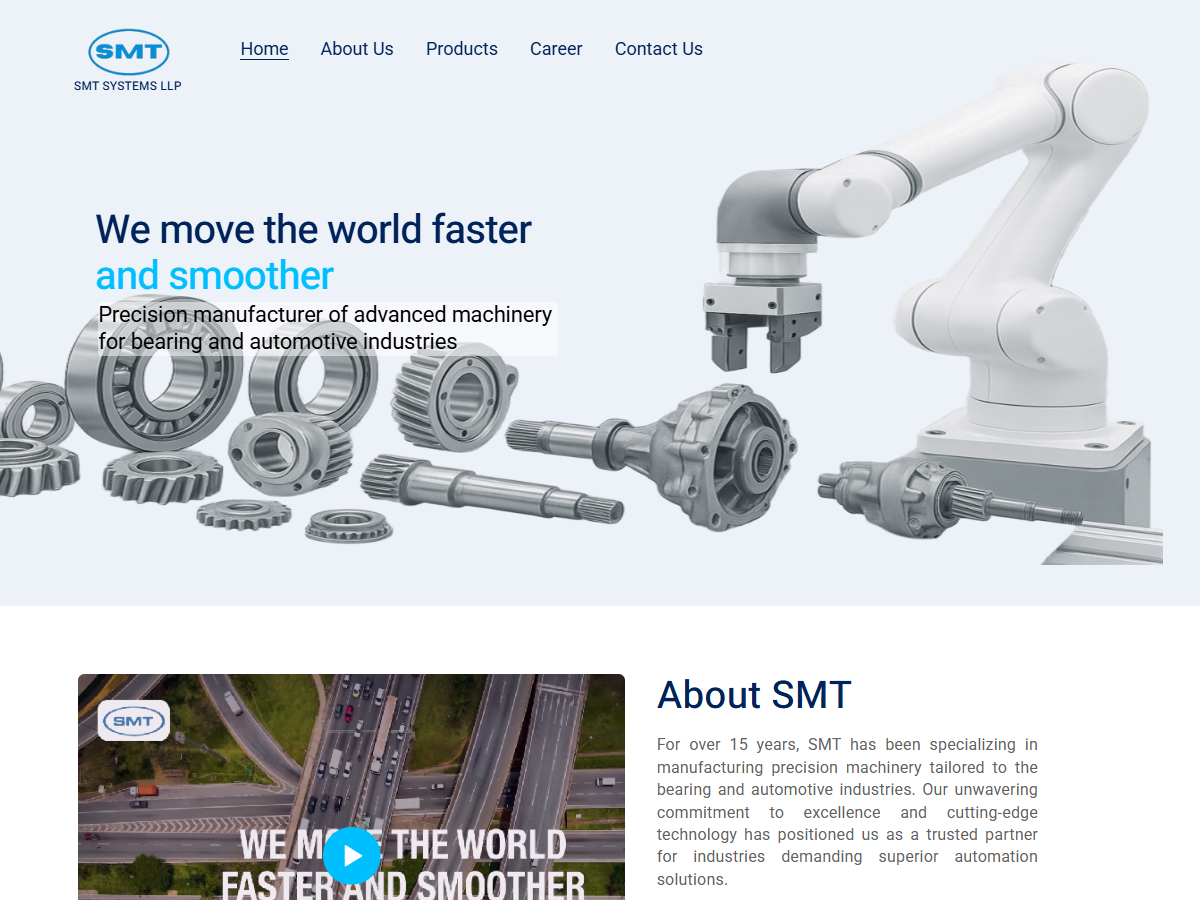 SMT
SMT SYSTEMS LLP
Home
About Us
Products
Career
Contact Us
We move the world faster
and smoother
Precision manufacturer of advanced machinery
for bearing and automotive industries
SMT
WE MOVE THE WORLD
FASTER AND SMOOTHER
About SMT
For over 15 years, SMT has been specializing in
manufacturing precision machinery tailored to the
bearing and automotive industries. Our unwavering
commitment to excellence and cutting-edge
technology has positioned us as a trusted partner
for industries demanding superior automation
solutions.